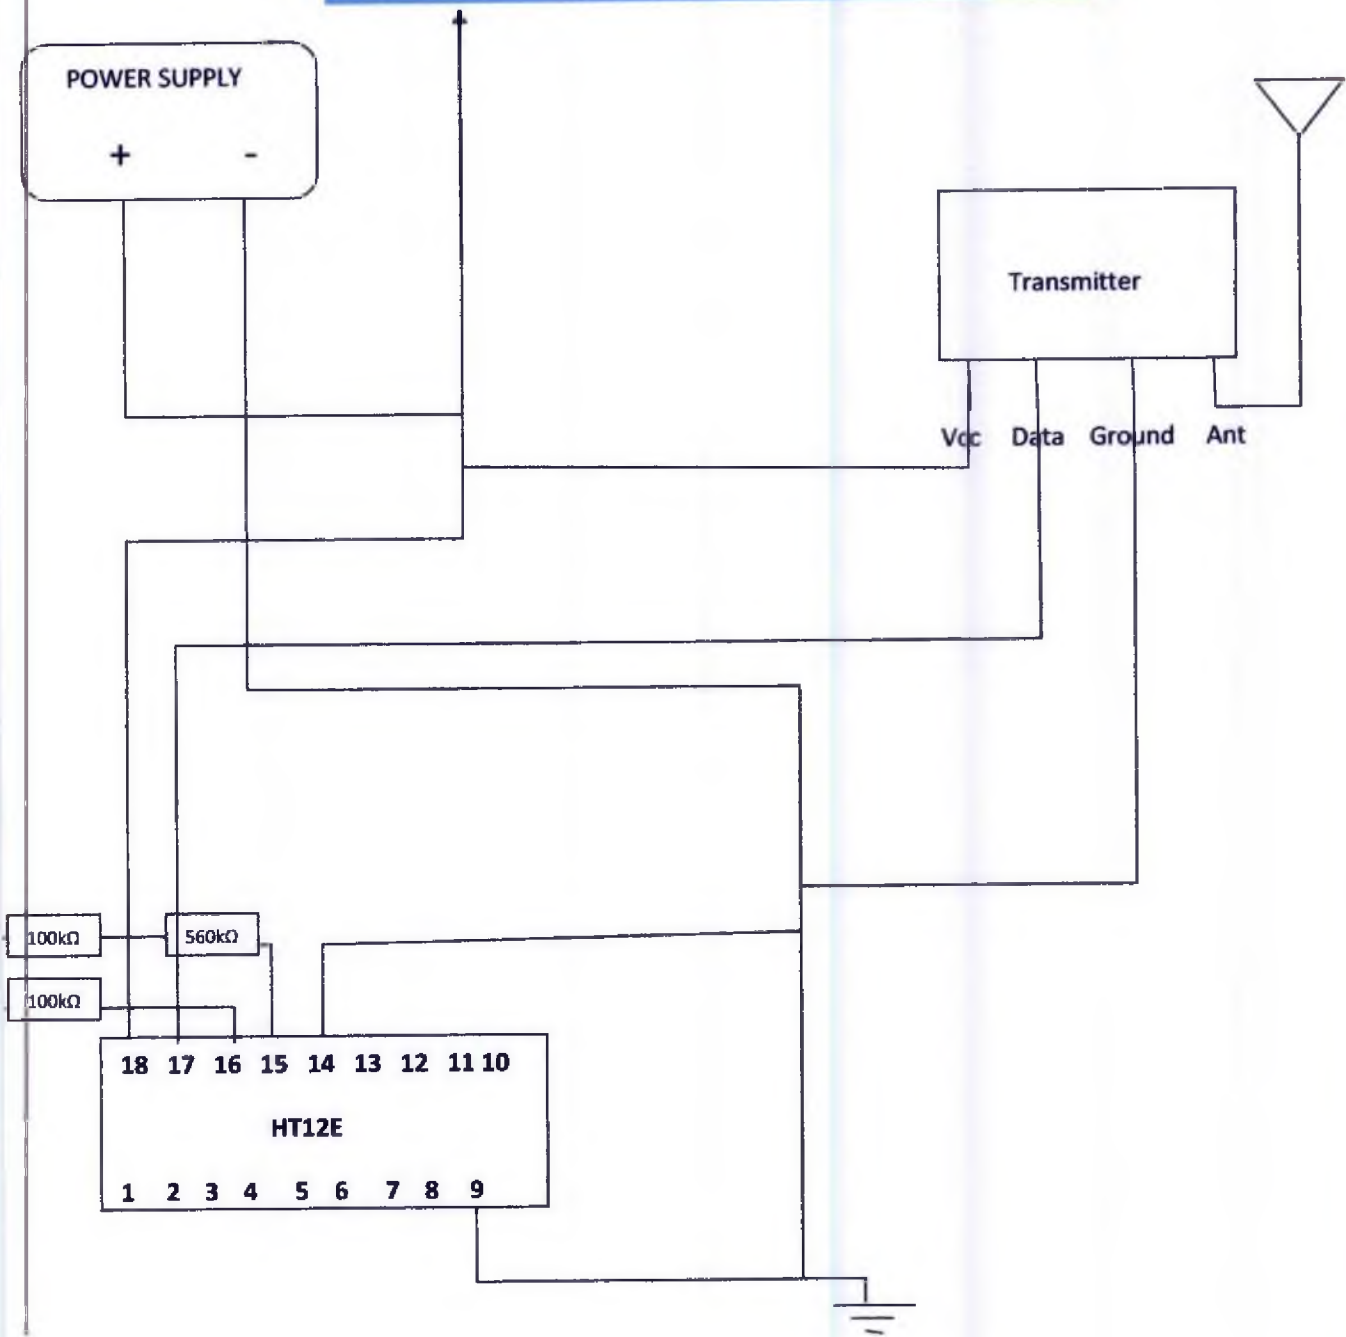 POWER SUPPLY
+ -
Transmitter
Vcc Data Ground Ant
100kΩ 560kΩ
100kΩ
18 17 16 15 14 13 12 11 10
HT12E
1 2 3 4 5 6 7 8 9